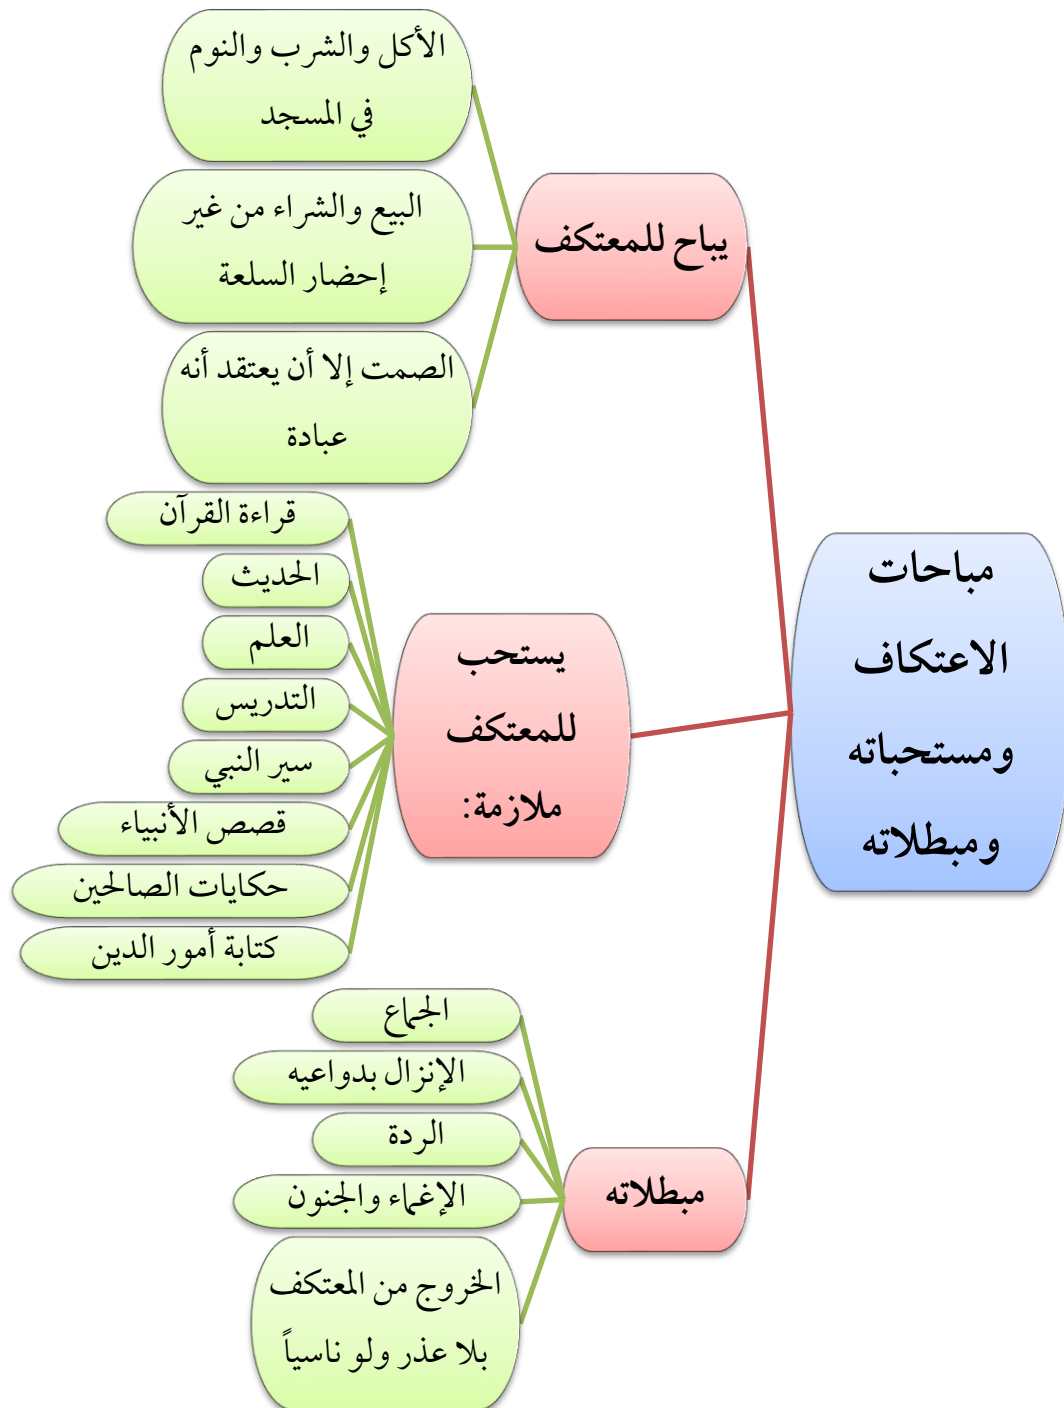 مباحات
الاعتكاف
ومستحباته
ومبطلاته
يباح للمعتكف
الأكل والشرب والنوم
في المسجد
البيع والشراء من غير
إحضار السلعة
الصمت إلا أن يعتقد أنه
عبادة
يستحب
للمعتكف
ملازمة:
قراءة القرآن
الحديث
العلم
التدريس
سير النبي
قصص الأنبياء
حكايات الصالحين
كتابة أمور الدين
مبطلاته
الجماع
الإنزال بدواعيه
الردة
الإغماء والجنون
الخروج من المعتكف
بلا عذر ولو ناسياً